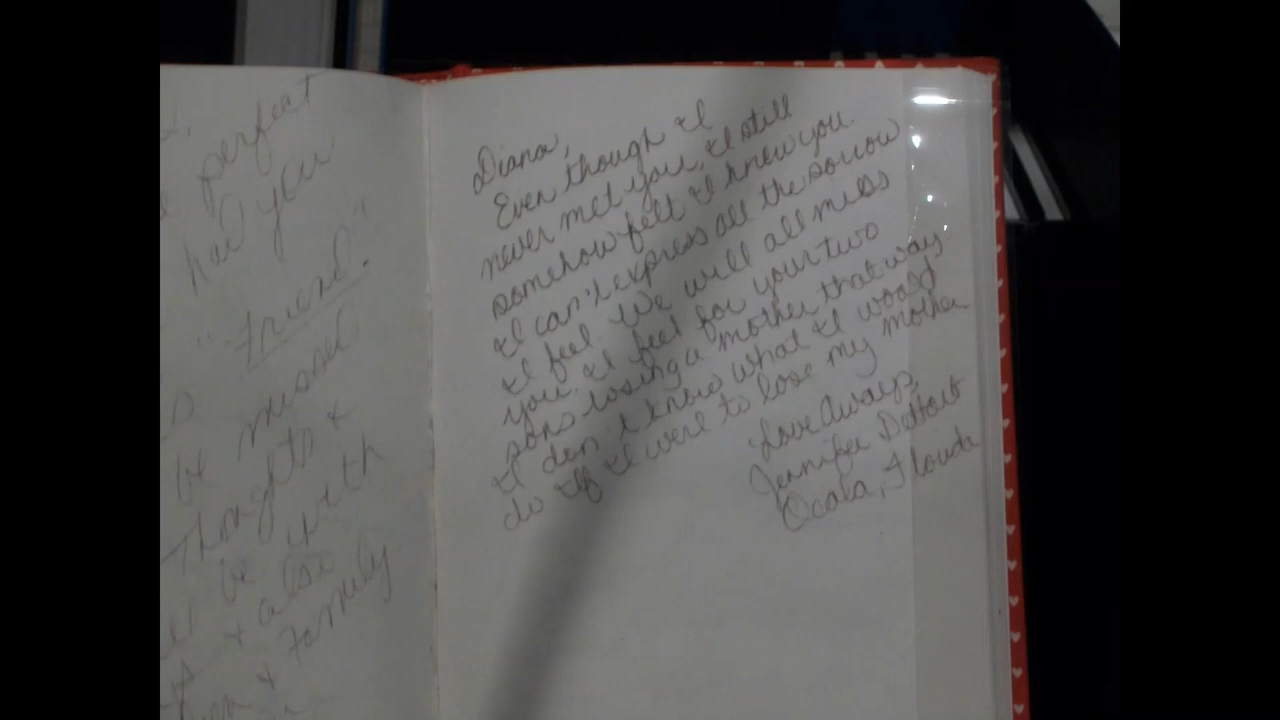 perfect
had you
"Friend."
be missed
Thoughts &
be with
& also
& Family
Diana,
Even though I
never met you, I still
somehow felt I knew you.
I can't express all the sorrow
I feel. We will all miss
you. I feel for your two
sons losing a mother that way.
I don't know what I would
do If I were to lose my mother
Love Always,
Jennifer
Ocala, Florida